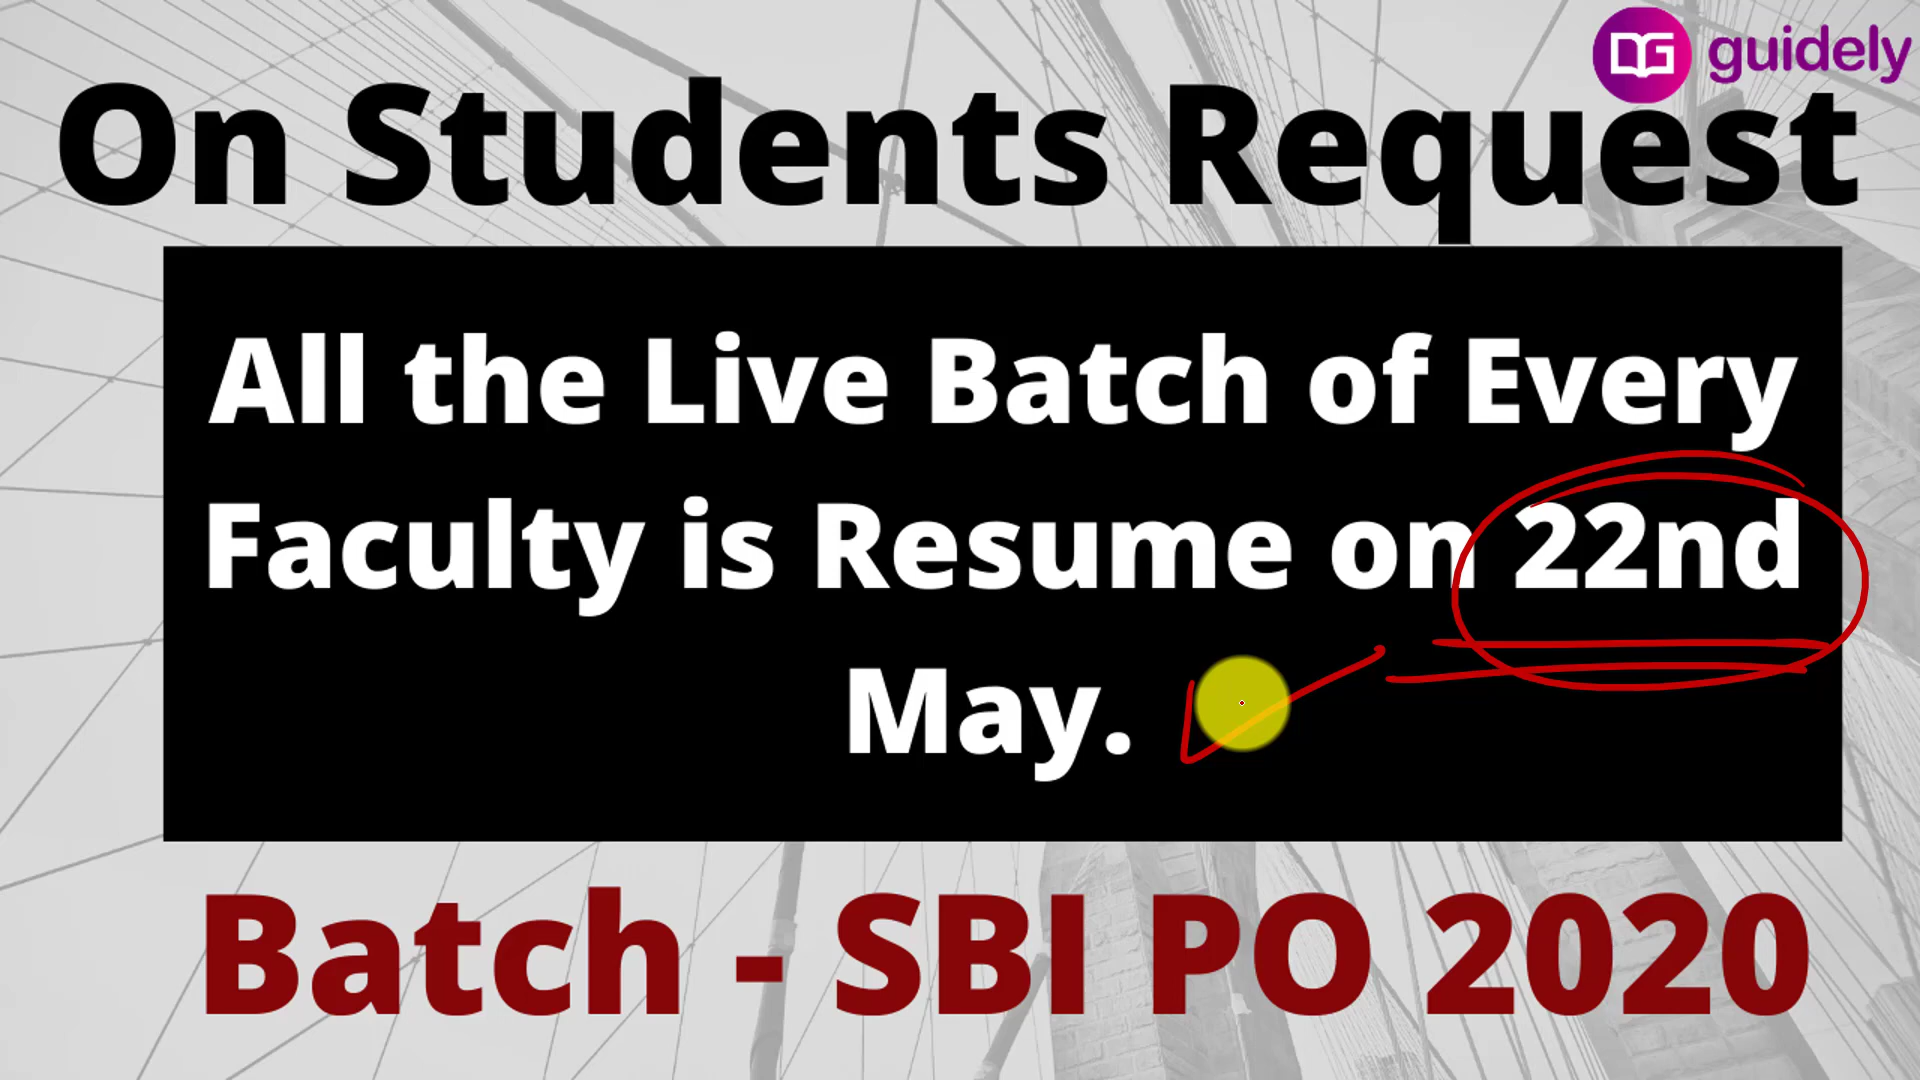 guidely
On Students Request
All the Live Batch of Every
Faculty is Resume on 22nd
May.
Batch - SBI PO 2020